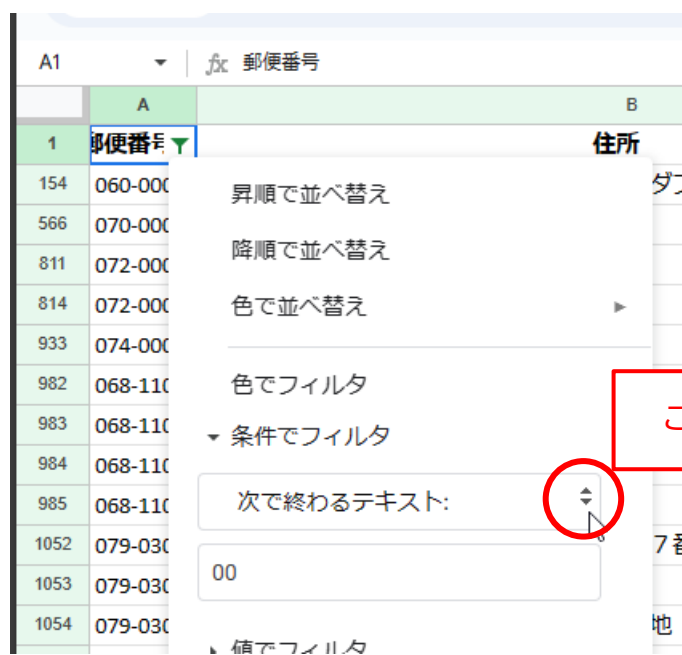 A1 fx 郵便番号
A B
1 郵便番号 住所
154 060-000
566 070-000
811 072-000
814 072-000
933 074-000
982 068-110
983 068-110
984 068-110
985 068-110
1052 079-030 7番
1053 079-030
1054 079-030 地
昇順で並べ替え
降順で並べ替え
色で並べ替え
色でフィルタ
条件でフィルタ
次で終わるテキスト:
00
値でフィルタ